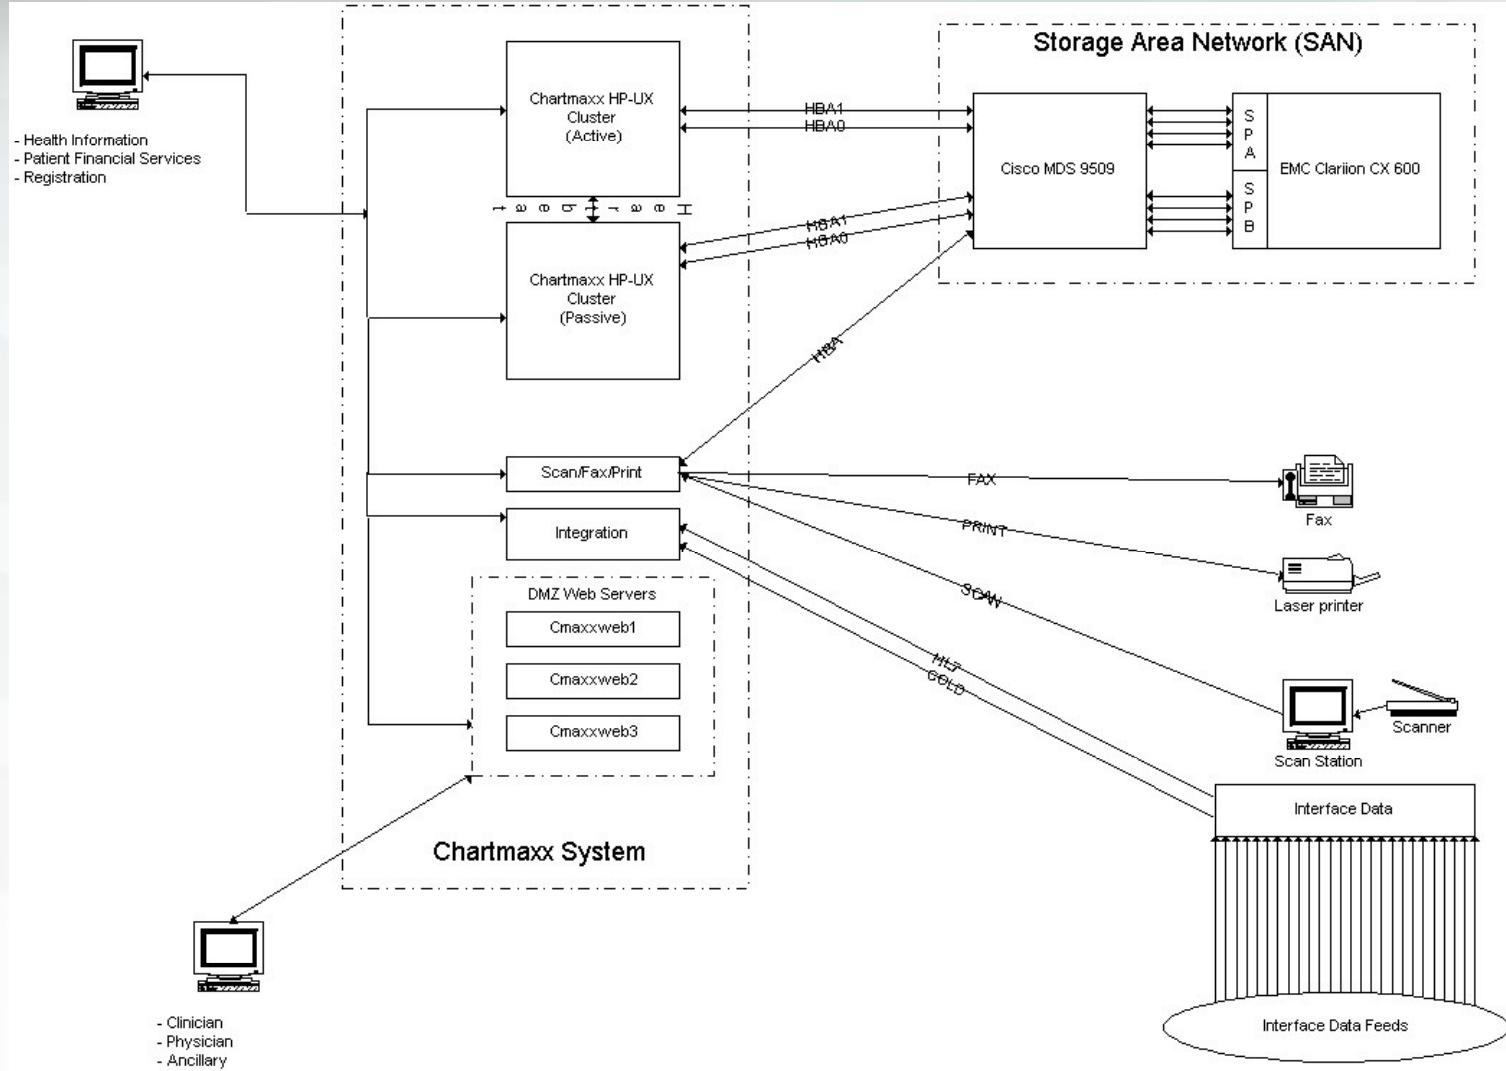 Storage Area Network (SAN)
Chartmaxx HP-UX
Cluster
(Active)
HBA1
HBA0
Cisco MDS 9509
S
P
A
S
P
B
EMC Clariion CX 600
- Health Information
- Patient Financial Services
- Registration
Heartbeat
HBA1
HBA0
Chartmaxx HP-UX
Cluster
(Passive)
HBA
Scan/Fax/Print
FAX
Fax
Integration
PRINT
Laser printer
DMZ Web Servers
SCAN
Cmaxxweb1
Cmaxxweb2
Cmaxxweb3
HL7
COLD
Scanner
Scan Station
Interface Data
Chartmaxx System
Interface Data Feeds
- Clinician
- Physician
- Ancillary